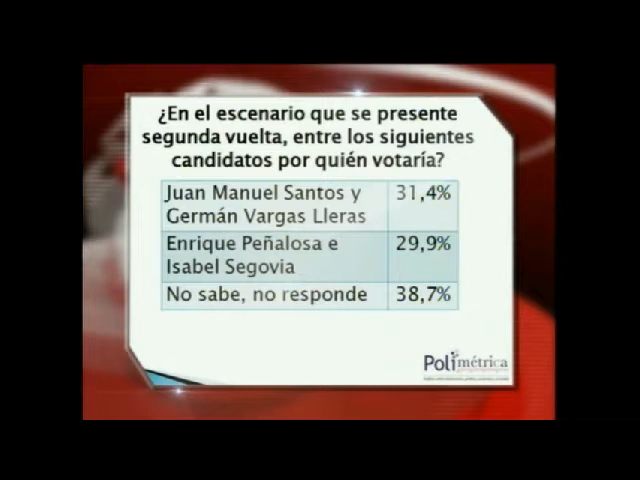 ¿En el escenario que se presente
segunda vuelta, entre los siguientes
candidatos por quién votaría?
Juan Manuel Santos y
Germán Vargas Lleras
31,4%
Enrique Peñalosa e
Isabel Segovia
29,9%
No sabe, no responde
38,7%
Polimétrica